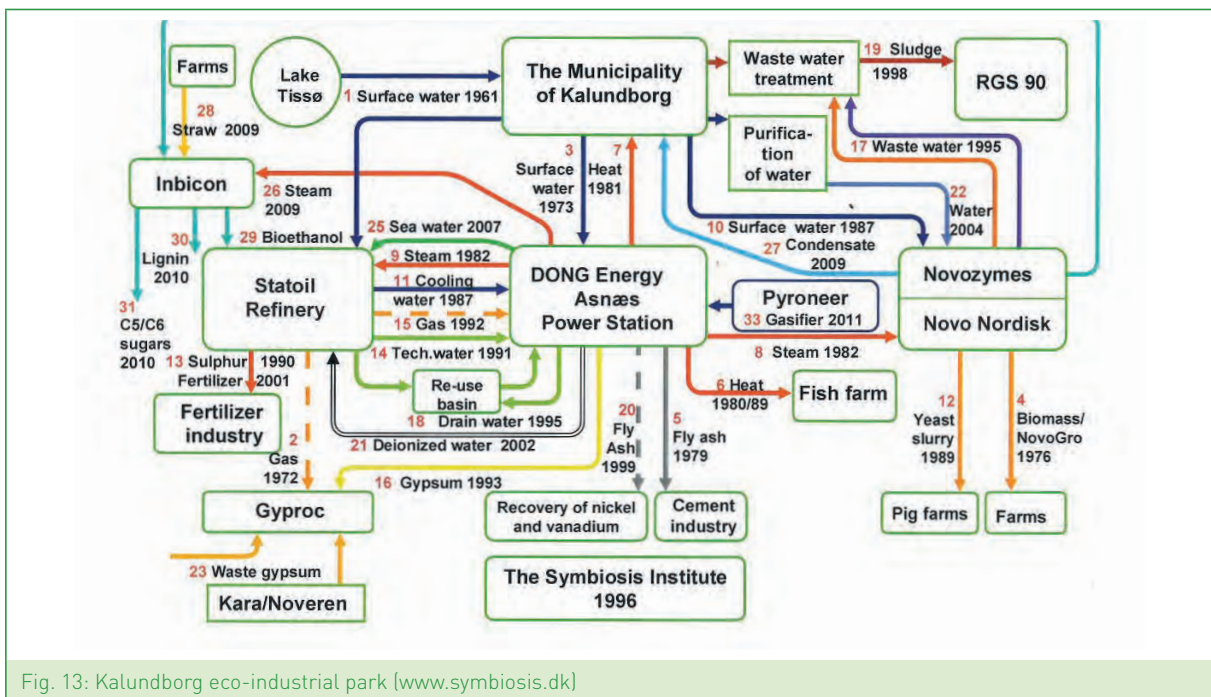 Farms
Lake
Tissø
The Municipality
of Kalundborg
Waste water
treatment
19 Sludge
1998
RGS 90
1 Surface water 1961
28
Straw 2009
Purifica-
tion
of water
17 Waste water 1995
3
Surface
water
1973
7
Heat
1981
Inbicon
26 Steam
2009
22
Water
2004
25 Sea water 2007
10 Surface water 1987
27 Condensate
2009
30
Lignin
2010
29 Bioethanol
9 Steam 1982
11 Cooling
water 1987
Statoil
Refinery
DONG Energy
Asnæs
Power Station
Pyroneer
33 Gasifier 2011
Novozymes
Novo Nordisk
31
C5/C6
sugars
2010
15 Gas 1992
14 Tech.water 1991
8 Steam 1982
13 Sulphur 1990
Fertilizer 2001
Re-use
basin
6 Heat
1980/89
Fish farm
Fertilizer
industry
18 Drain water 1995
21 Deionized water 2002
20
Fly
Ash
1999
5
Fly ash
1979
12
Yeast
slurry
1989
4
Biomass/
NovoGro
1976
2
Gas
1972
16 Gypsum 1993
Gyproc
Recovery of nickel
and vanadium
Cement
industry
Pig farms
Farms
23 Waste gypsum
Kara/Noveren
The Symbiosis Institute
1996
Fig. 13: Kalundborg eco-industrial park (www.symbiosis.dk)